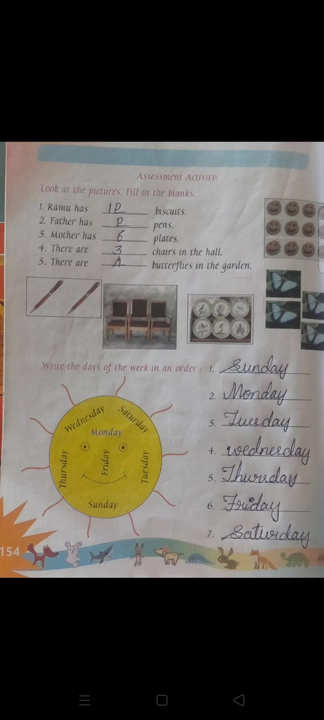 Assessment Activity:
Look at the pictures. Fill in the blanks.
1. Ramu has 12 biscuits.
2. Father has 2 pens.
3. Mother has 6 plates.
4. There are 3 chairs in the hall.
5. There are 4 butterflies in the garden.
Write the days of the week in an order
1. Sunday
2. Monday
3. Tuesday
4. wednesday
5. Thursday
6. Friday
7. Saturday
Wednesday
Saturday
Monday
Thursday
Friday
Tuesday
Sunday
154